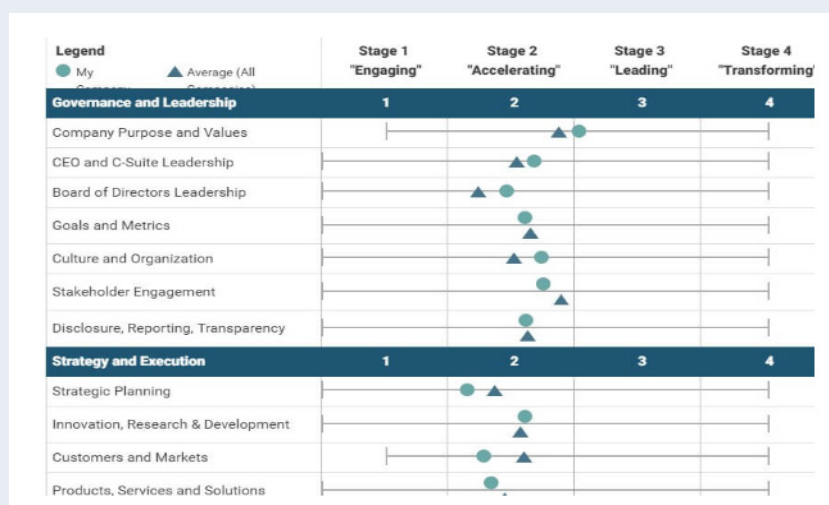 Legend
Stage 1 Stage 2 Stage 3 Stage 4
"Engaging" "Accelerating" "Leading" "Transforming"
My Company
Average (All Companies)
Governance and Leadership 1 2 3 4
Company Purpose and Values
CEO and C-Suite Leadership
Board of Directors Leadership
Goals and Metrics
Culture and Organization
Stakeholder Engagement
Disclosure, Reporting, Transparency
Strategy and Execution 1 2 3 4
Strategic Planning
Innovation, Research & Development
Customers and Markets
Products, Services and Solutions